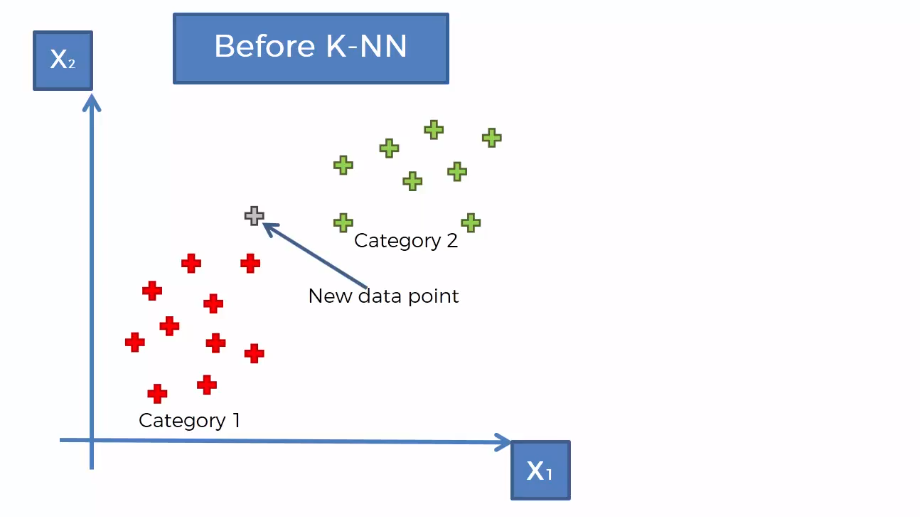 Before K-NN
X₂
Category 2
New data point
Category 1
X₁